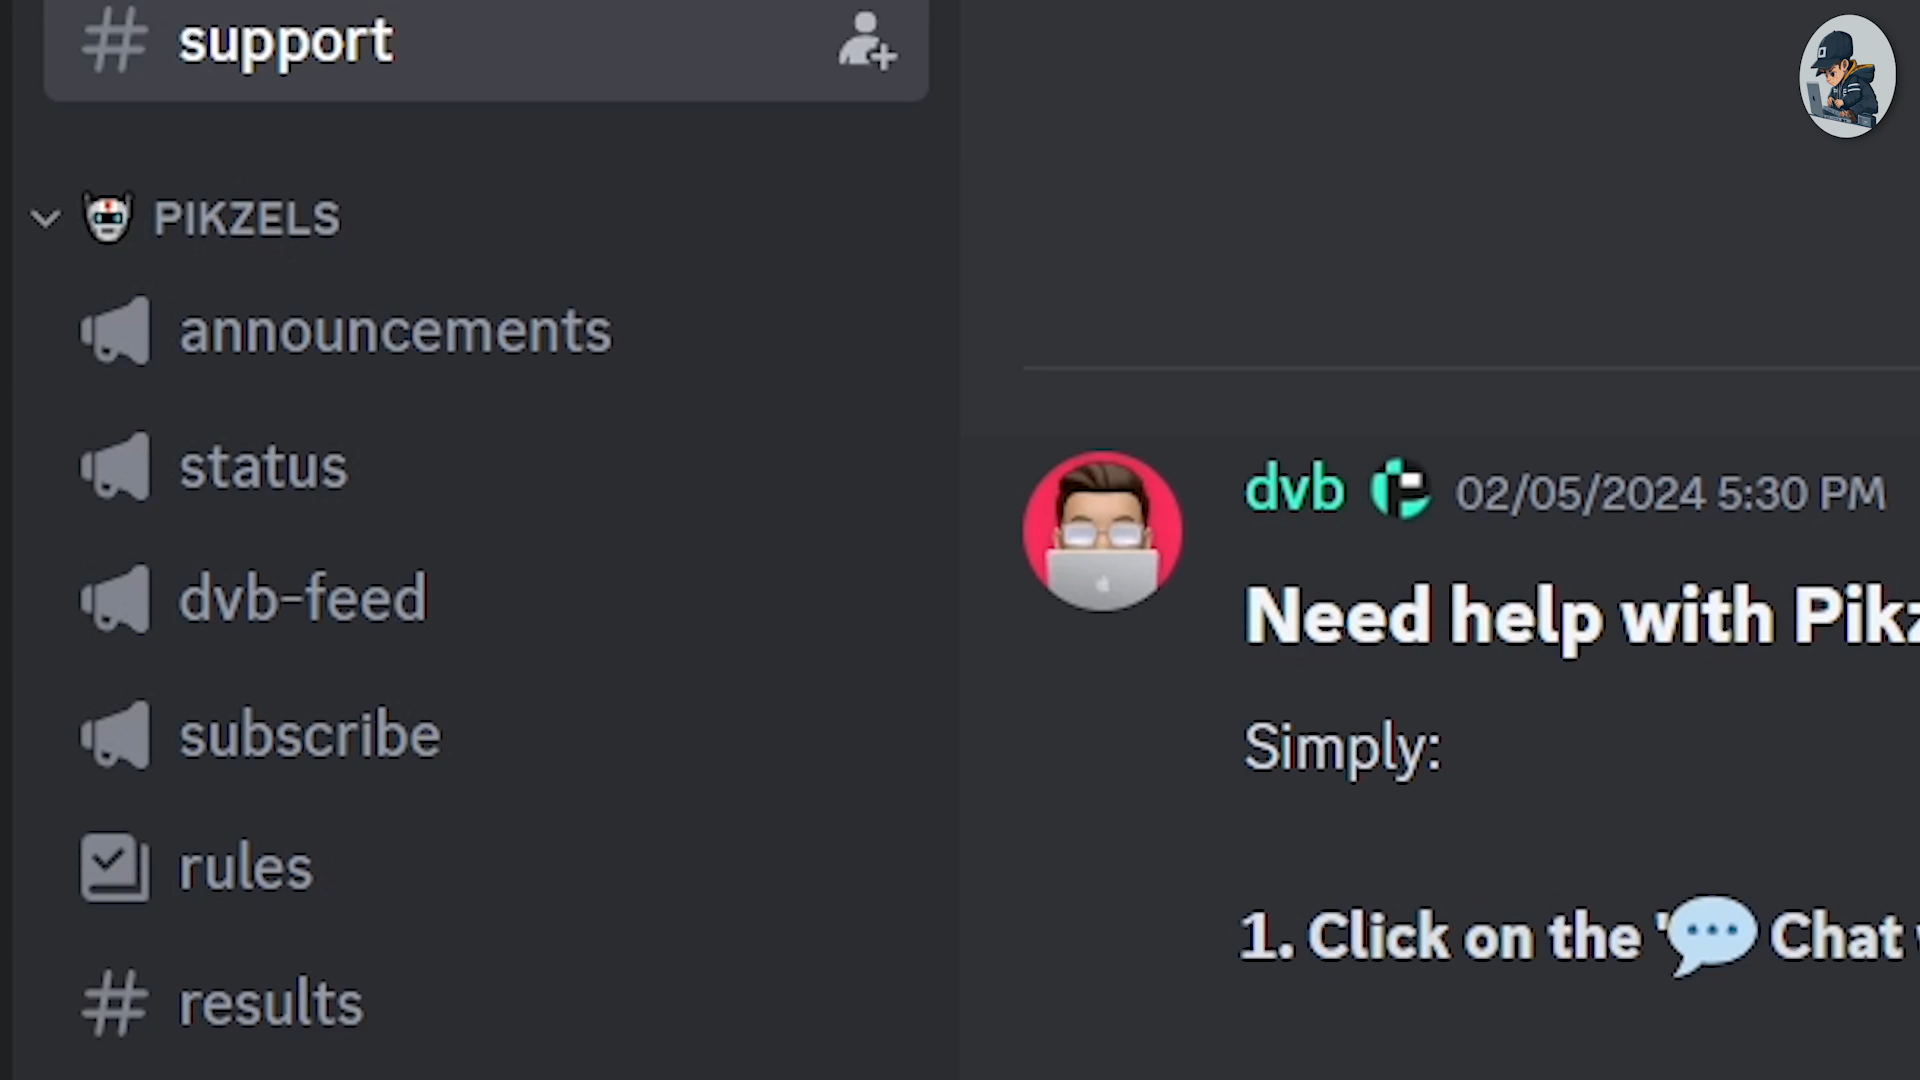 support
PIKZELS
announcements
status
dvb-feed
subscribe
rules
results
dvb 02/05/2024 5:30 PM
Need help with Pikz
Simply:
1. Click on the '💬 Chat